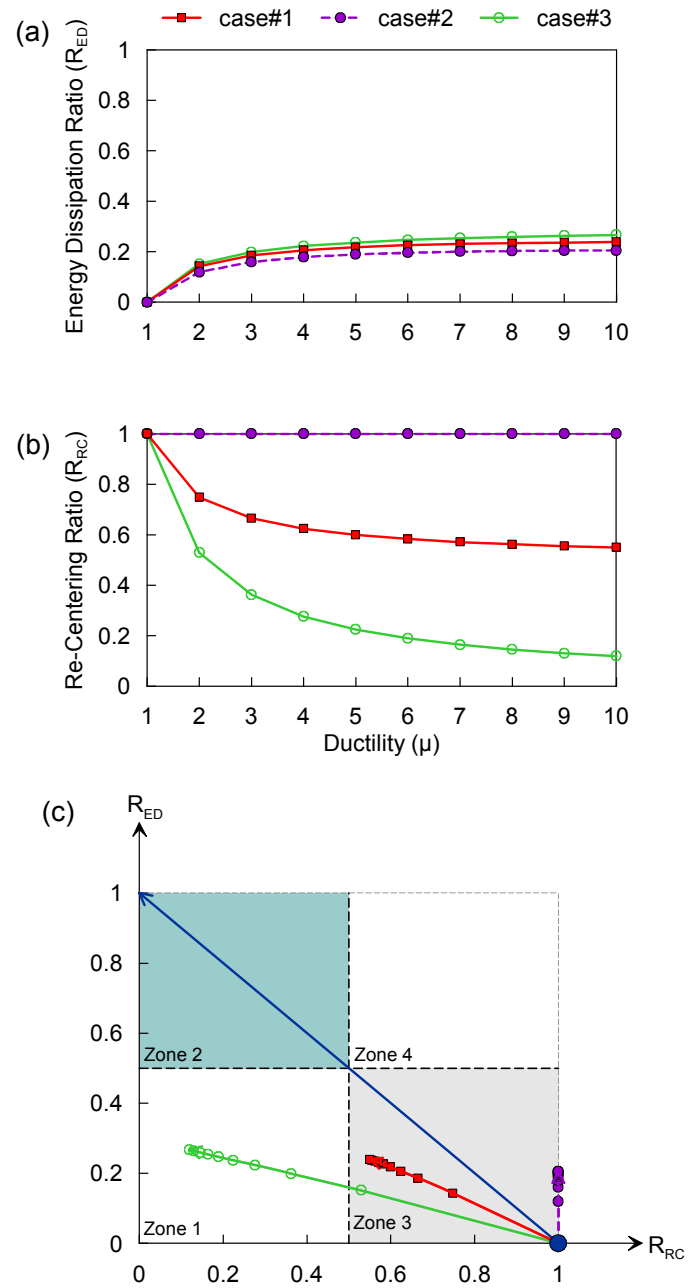 case#1 case#2 case#3
(a)
Energy Dissipation Ratio (R_ED)
1
0.8
0.6
0.4
0.2
0
1 2 3 4 5 6 7 8 9 10
(b)
Re-Centering Ratio (R_RC)
1
0.8
0.6
0.4
0.2
0
1 2 3 4 5 6 7 8 9 10
Ductility (μ)
(c)
R_ED
1
0.8
0.6
0.4
0.2
0
Zone 2 Zone 4
Zone 1 Zone 3
R_RC
0 0.2 0.4 0.6 0.8 1